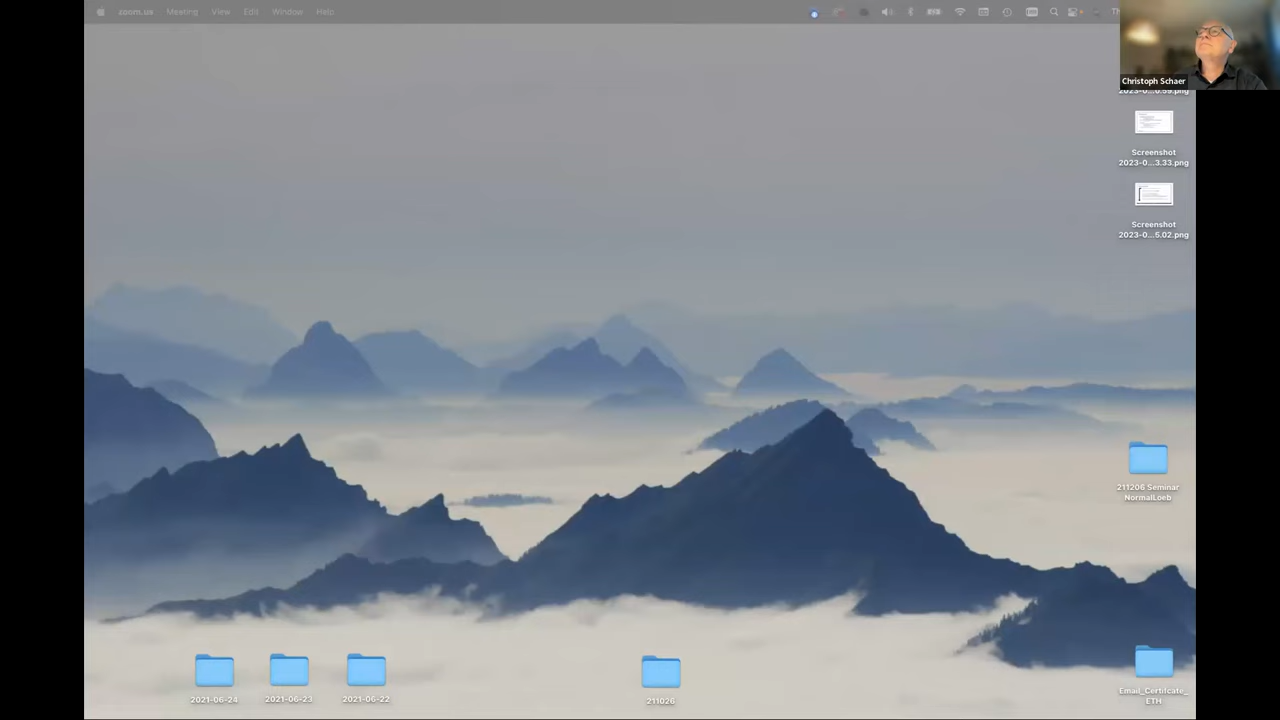 zoom.us Meeting View Edit Window Help
Christoph Schaer
Screenshot
2023-0...3.33.png
Screenshot
2023-0...5.02.png
211206 Seminar
NormalLoeb
2021-06-24
2021-06-23
2021-06-22
211026
Email_Certifcate_
ETH